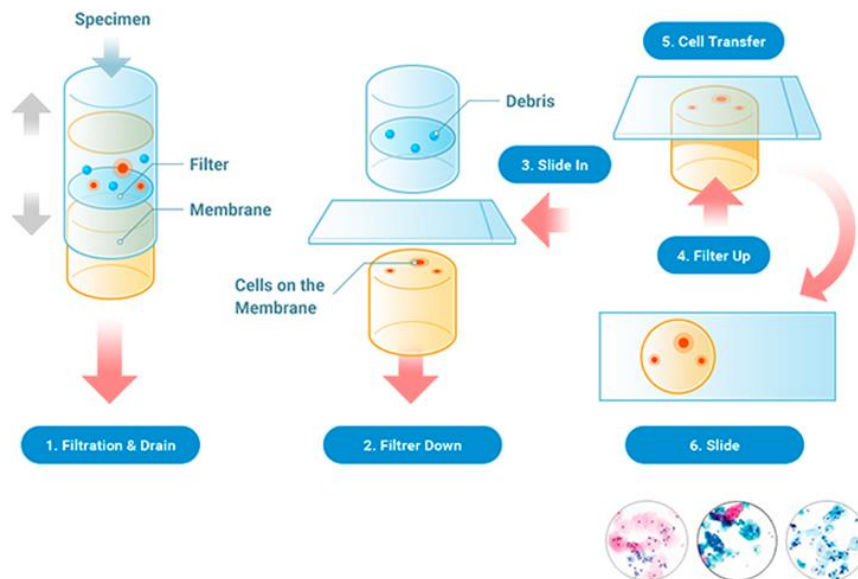 Specimen
Filter
Membrane
1. Filtration & Drain
Debris
3. Slide In
Cells on the
Membrane
2. Filtrer Down
5. Cell Transfer
4. Filter Up
6. Slide